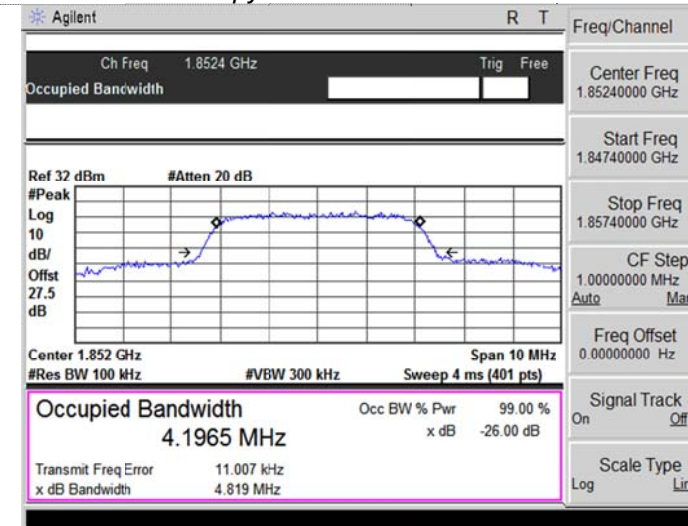 Agilent R T
Freq/Channel
Ch Freq 1.8524 GHz Trig Free
Occupied Bandwidth
Center Freq
1.85240000 GHz
Start Freq
1.84740000 GHz
Stop Freq
1.85740000 GHz
CF Step
1.00000000 MHz
Auto Man
Freq Offset
0.00000000 Hz
Signal Track
On Off
Scale Type
Log Lin
Ref 32 dBm #Atten 20 dB
#Peak
Log
10
dB/
Offst
27.5
dB
Center 1.852 GHz Span 10 MHz
#Res BW 100 kHz #VBW 300 kHz Sweep 4 ms (401 pts)
Occupied Bandwidth Occ BW % Pwr 99.00 %
4.1965 MHz x dB -26.00 dB
Transmit Freq Error 11.007 kHz
x dB Bandwidth 4.819 MHz